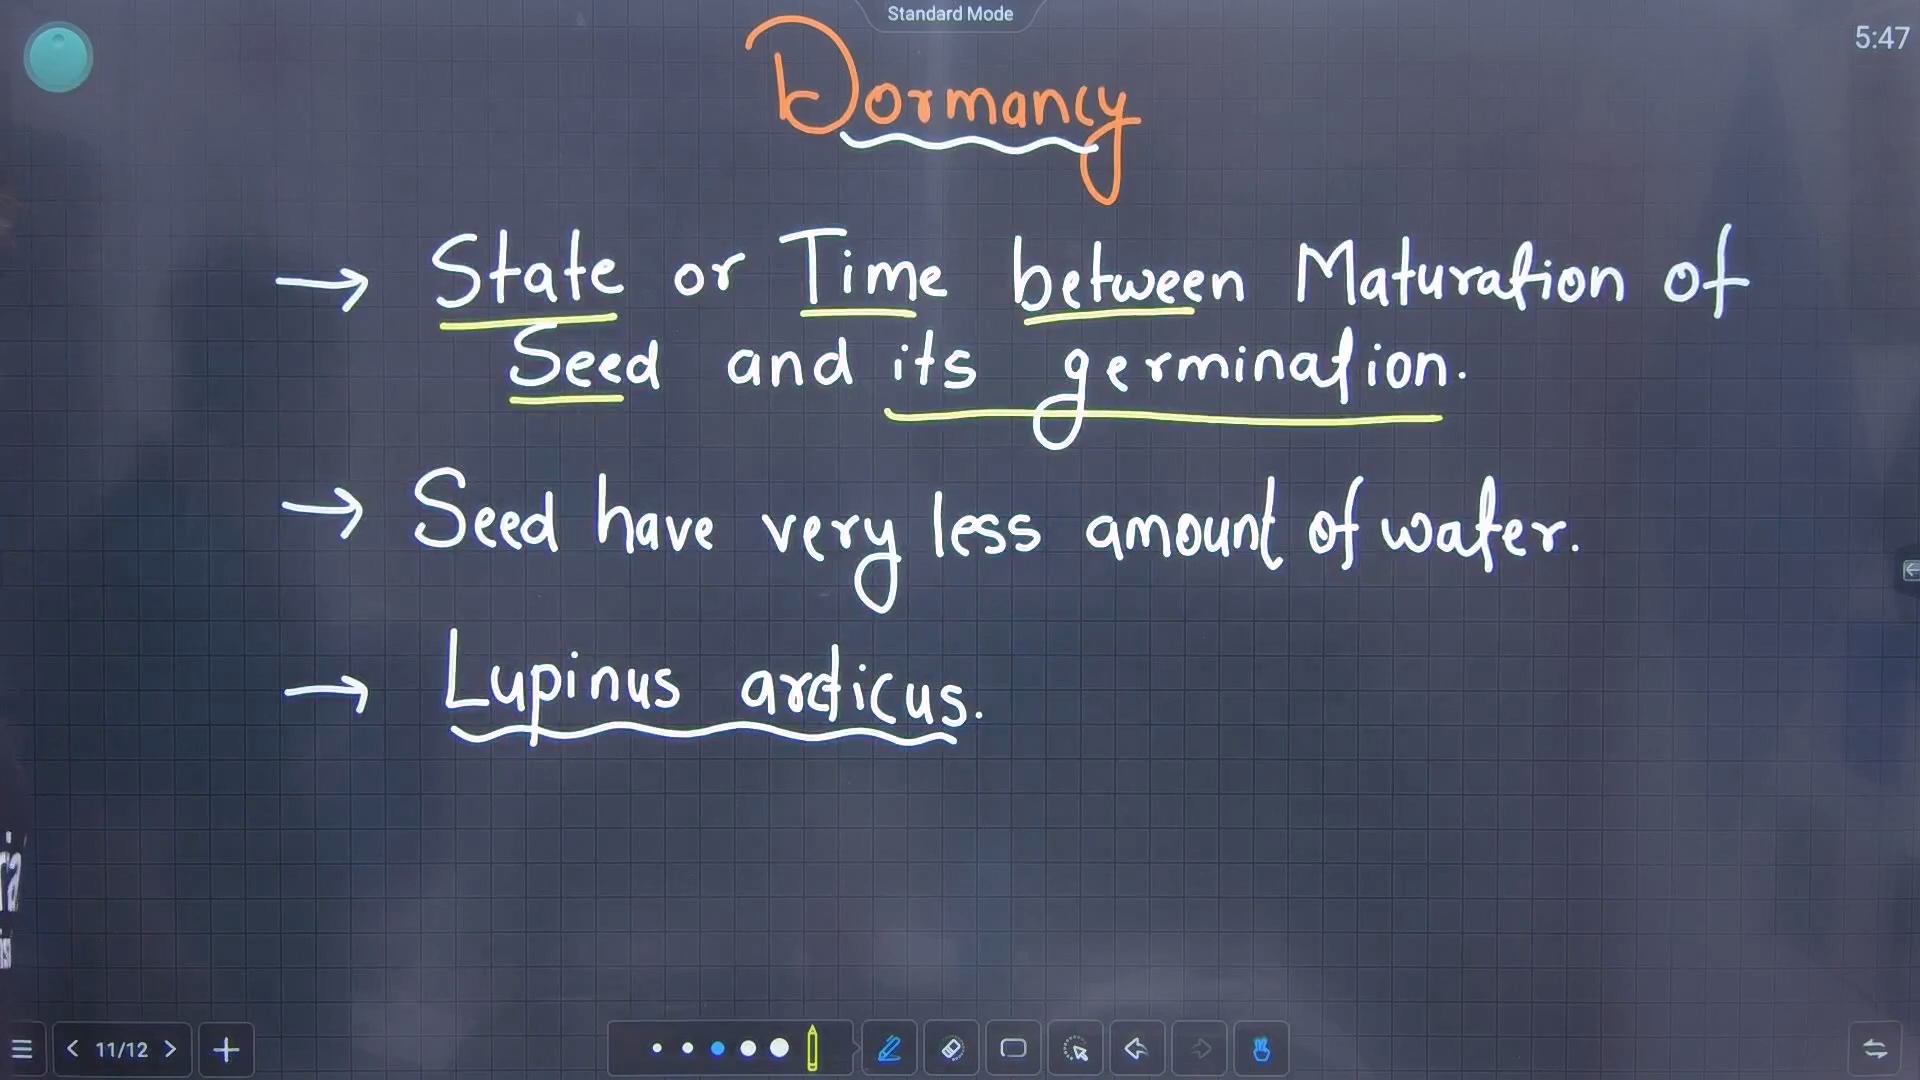 Standard Mode
5:47
Dormancy
→ State or Time between Maturation of
Seed and its germination.
→ Seed have very less amount of water.
→ Lupinus arcticus.
11/12